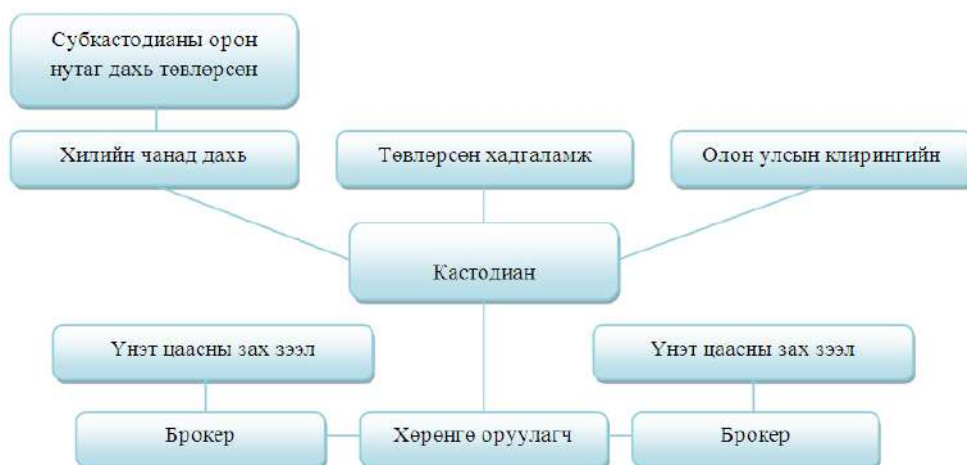 Субкастодианы орон
нутаг дахь төвлөрсөн
Хилийн чанад дахь
Төвлөрсөн хадгаламж
Олон улсын клирингийн
Кастодиан
Үнэт цаасны зах зээл
Үнэт цаасны зах зээл
Брокер
Хөрөнгө оруулагч
Брокер